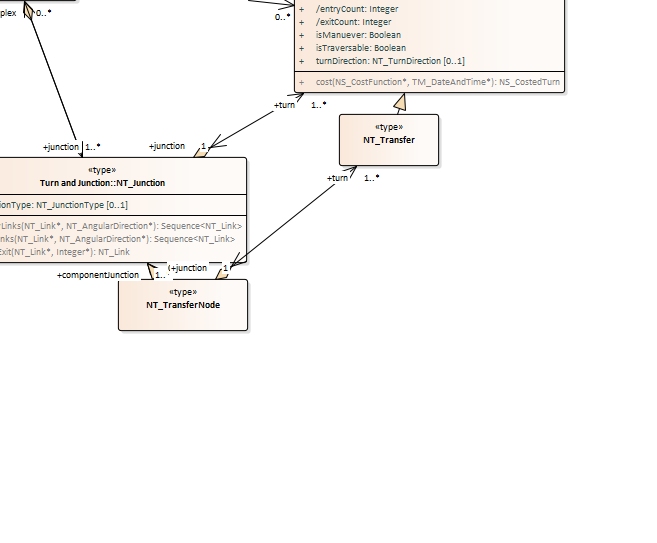 plex
0..*
0..*
+ /entryCount: Integer
+ /exitCount: Integer
+ isManuever: Boolean
+ isTraversable: Boolean
+ turnDirection: NT_TurnDirection [0..1]
+ cost(NS_CostFunction*, TM_DateAndTime*): NS_CostedTurn
+turn 1..*
«type»
NT_Transfer
+junction 1..*
+junction 1
«type»
Turn and Junction::NT_Junction
+turn 1..*
ionType: NT_JunctionType [0..1]
Links(NT_Link*, NT_AngularDirection*): Sequence<NT_Link>
nks(NT_Link*, NT_AngularDirection*): Sequence<NT_Link>
Exit(NT_Link*, Integer*): NT_Link
+componentJunction 1..
(+junction 1
«type»
NT_TransferNode